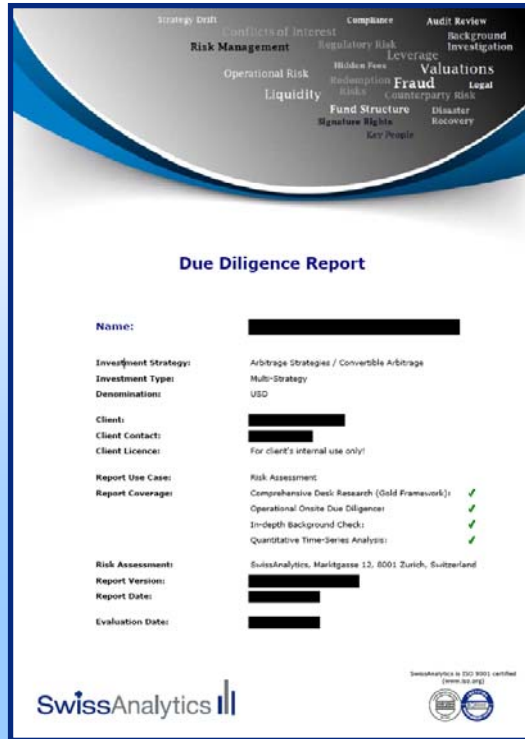 Strategy Drift
Compliance
Audit Review
Conflicts of Interest
Background
Investigation
Risk Management
Regulatory Risk
Leverage
Hidden Fees
Valuations
Operational Risk
Redemption
Risks
Fraud
Legal
Liquidity
Counterparty Risk
Fund Structure
Disaster
Recovery
Signature Rights
Key People
Due Diligence Report
Name:
Investment Strategy: Arbitrage Strategies / Convertible Arbitrage
Investment Type: Multi-Strategy
Denomination: USD
Client:
Client Contact:
Client Licence: For client's internal use only!
Report Use Case: Risk Assessment
Report Coverage: Comprehensive Desk Research (Gold Framework):
Operational Onsite Due Diligence:
In-depth Background Check:
Quantitative Time-Series Analysis:
Risk Assessment: SwissAnalytics, Marktgasse 12, 8001 Zurich, Switzerland
Report Version:
Report Date:
Evaluation Date:
SwissAnalytics is ISO 9001 certified
(www.iso.org)
SwissAnalytics